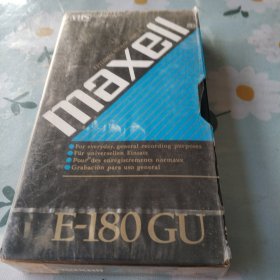 VHS
maxell
• For everyday, general recording purposes
• Für universellen Einsatz
• Pour des enregistrements normaux
• Grabación para uso general
E-180 GU